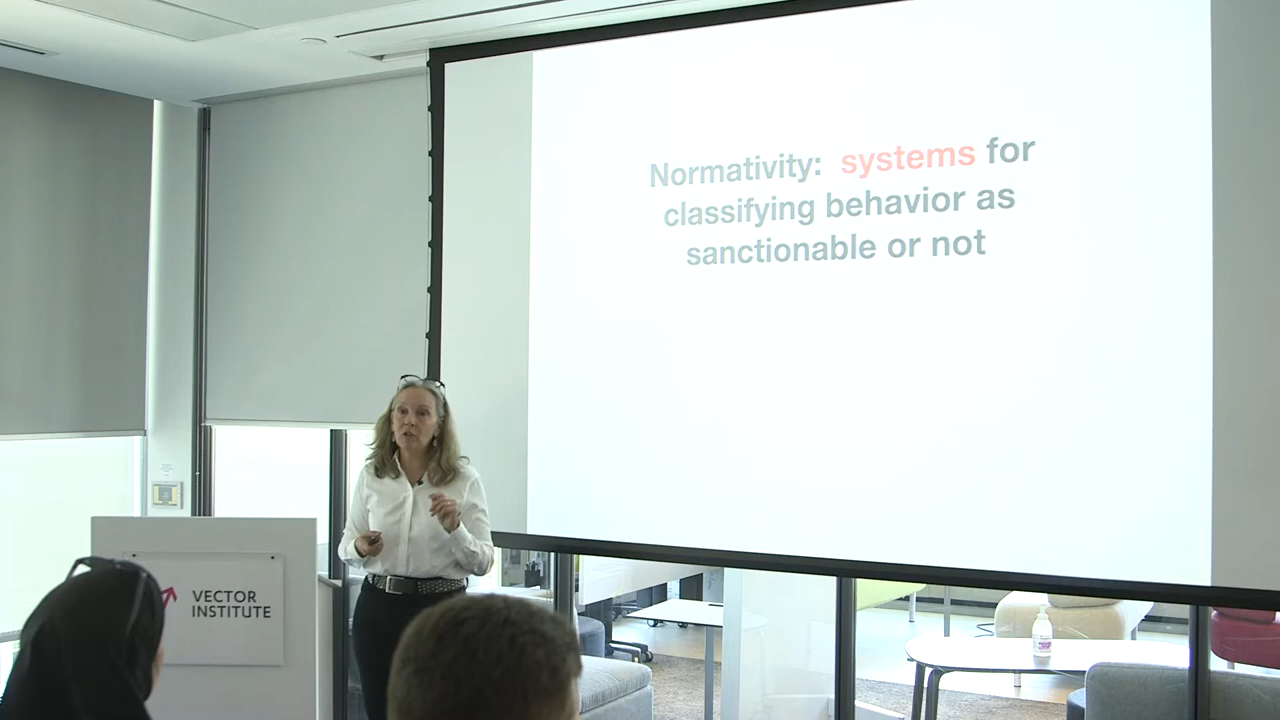 Normativity: systems for
classifying behavior as
sanctionable or not
VECTOR
INSTITUTE